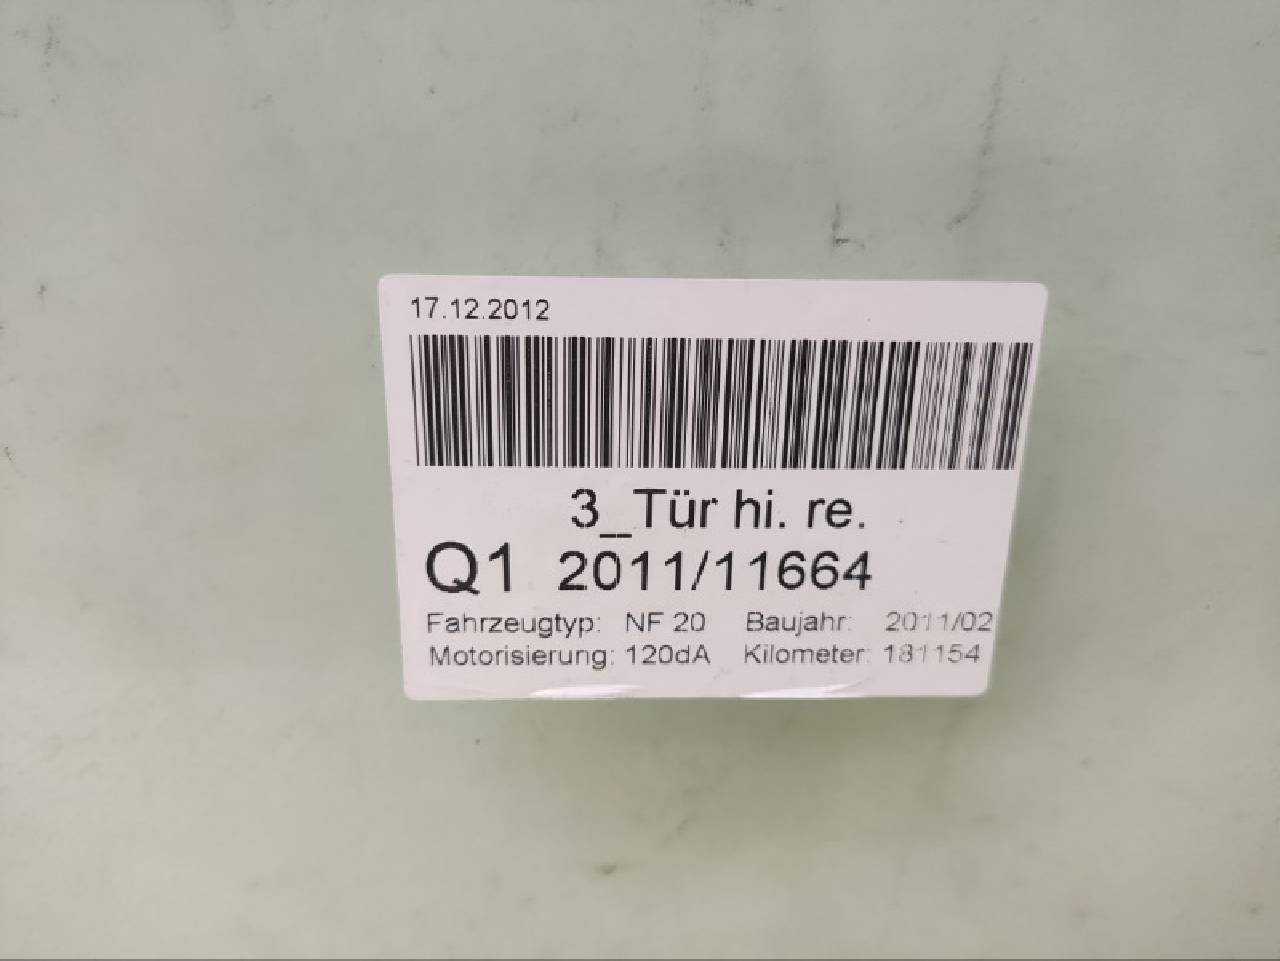 17.12.2012
3_Tür hi. re.
Q1 2011/11664
Fahrzeugtyp: NF 20 Baujahr: 2011/02
Motorisierung: 120dA Kilometer: 181154